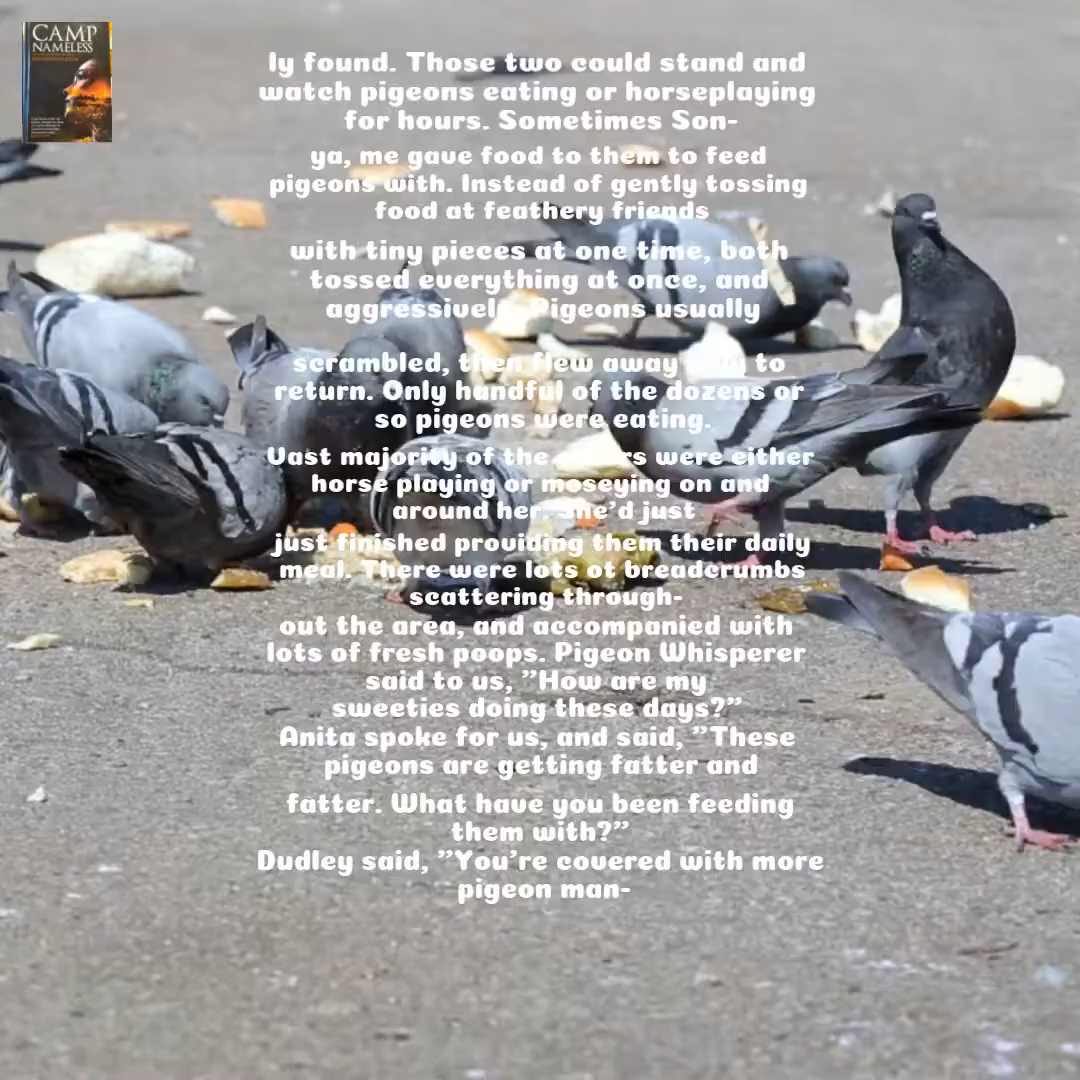 CAMP
NAMELESS
ly found. Those two could stand and
watch pigeons eating or horseplaying
for hours. Sometimes Son-
ya, me gave food to them to feed
pigeons with. Instead of gently tossing
food at feathery friends
with tiny pieces at one time, both
tossed everything at once, and
aggressively. Pigeons usually
scrambled, then flew away to
return. Only handful of the dozens or
so pigeons were eating.
Vast majority of the were either
horse playing or moseying on and
around her. She'd just
just finished providing them their daily
meal. There were lots ot breadcrumbs
scattering through-
out the area, and accompanied with
lots of fresh poops. Pigeon Whisperer
said to us, "How are my
sweeties doing these days?"
Anita spoke for us, and said, "These
pigeons are getting fatter and
fatter. What have you been feeding
them with?"
Dudley said, "You're covered with more
pigeon man-